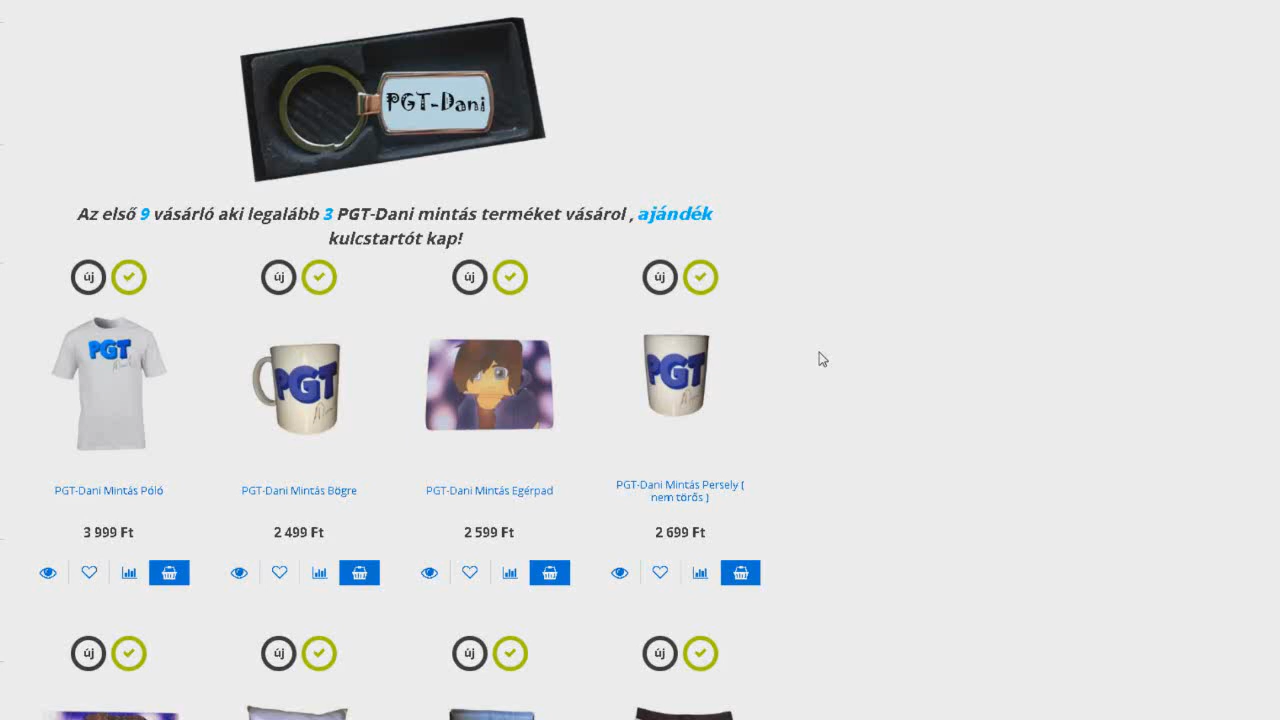 PGT-Dani
Az első 9 vásárló aki legalább 3 PGT-Dani mintás terméket vásárol , ajándék
kulcstartót kap!
új
új
új
új
PGT
PGT
PGT
PGT-Dani Mintás Póló
PGT-Dani Mintás Bögre
PGT-Dani Mintás Egérpad
PGT-Dani Mintás Persely [
nem törős ]
3 999 Ft
2 499 Ft
2 599 Ft
2 699 Ft
új
új
új
új